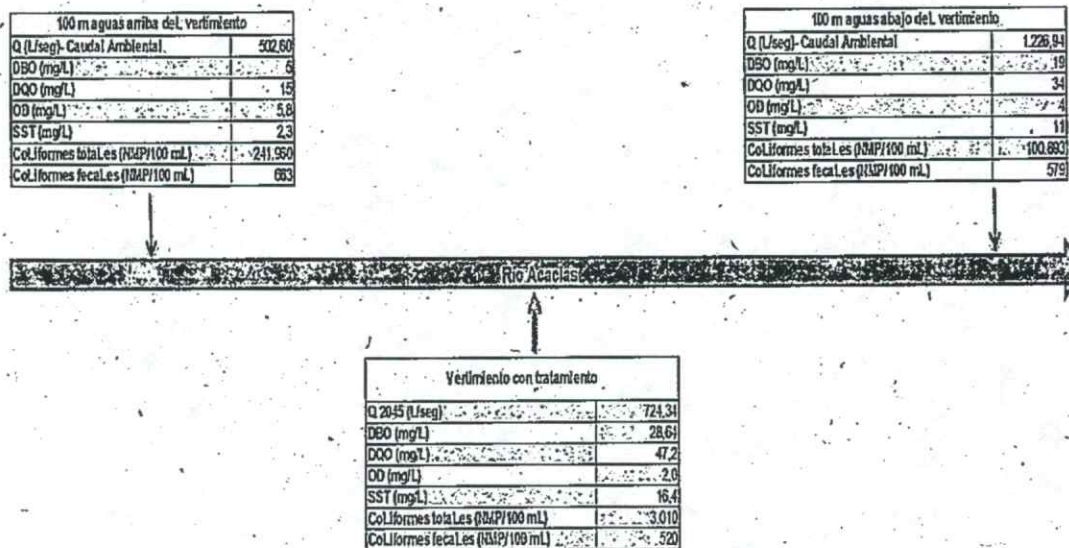 100 m aguas arriba del vertimiento
Q (L/seg)- Caudal Ambiental 502,60
DBO (mg/L) 5
DQO (mg/L) 15
OD (mg/L) 5,8
SST (mg/L) 2,3
Coliformes totales (NMP/100 mL) 241.960
Coliformes fecales (NMP/100 mL) 663
100 m aguas abajo del vertimiento
Q (L/seg)- Caudal Ambiental 1.226,94
DBO (mg/L) 19
DQO (mg/L) 34
OD (mg/L) 4
SST (mg/L) 11
Coliformes totales (NMP/100 mL) 100.893
Coliformes fecales (NMP/100 mL) 579
Río Acacias
Vertimiento con tratamiento
Q 2045 (L/seg) 724,34
DBO (mg/L) 28,64
DQO (mg/L) 47,2
OD (mg/L) 2,0
SST (mg/L) 16,4
Coliformes totales (NMP/100 mL) 3.010
Coliformes fecales (NMP/100 mL) 520